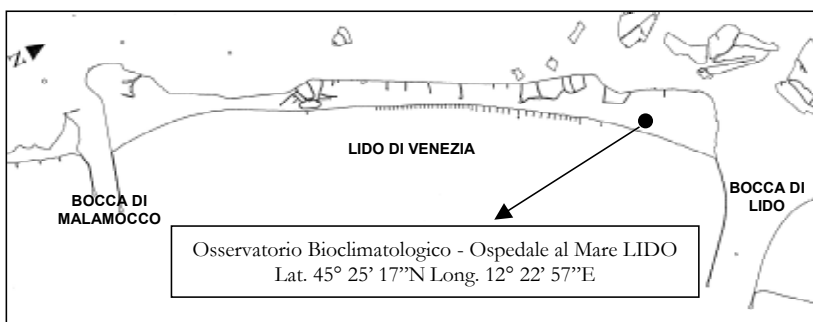 N
LIDO DI VENEZIA
BOCCA DI
MALAMOCCO
BOCCA DI
LIDO
Osservatorio Bioclimatologico - Ospedale al Mare LIDO
Lat. 45° 25’ 17”N Long. 12° 22’ 57”E